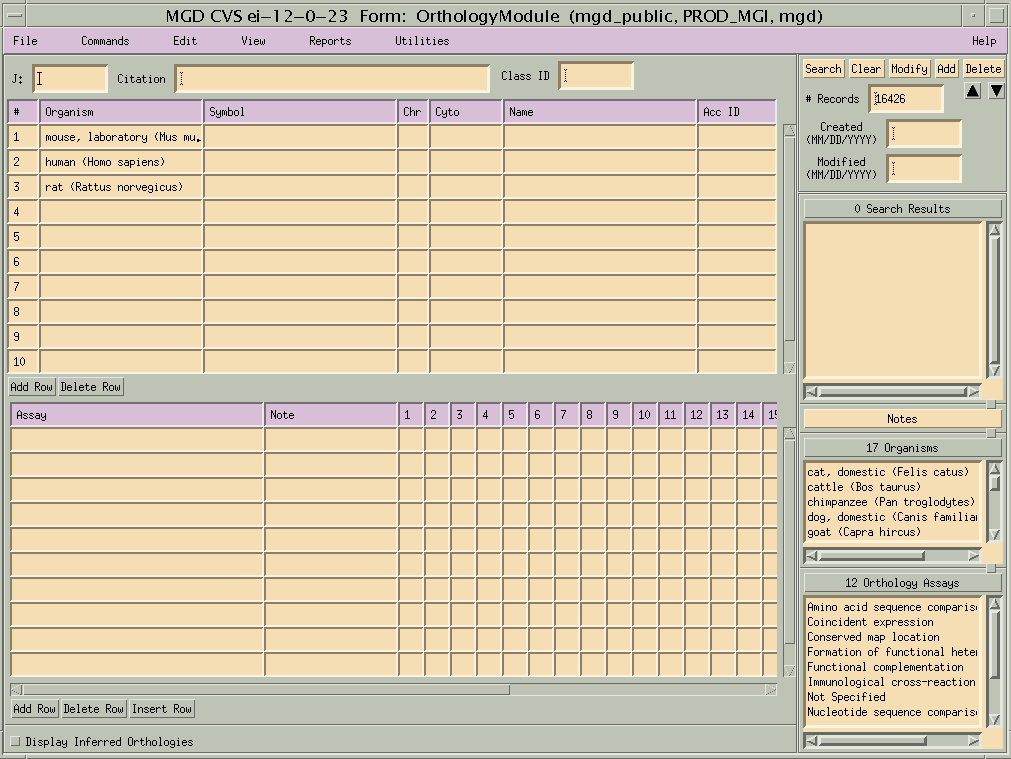 MGD CVS ei-12-0-23 Form: OrthologyModule (mgd_public, PROD_MGI, mgd)
File Commands Edit View Reports Utilities Help
J: Citation Class ID
# Organism Symbol Chr Cyto Name Acc ID
1 mouse, laboratory (Mus mu
2 human (Homo sapiens)
3 rat (Rattus norvegicus)
4
5
6
7
8
9
10
Add Row Delete Row
Assay Note 1 2 3 4 5 6 7 8 9 10 11 12 13 14 15
Add Row Delete Row Insert Row
Display Inferred Orthologies
Search Clear Modify Add Delete
# Records 16426
Created
(MM/DD/YYYY)
Modified
(MM/DD/YYYY)
0 Search Results
Notes
17 Organisms
cat, domestic (Felis catus)
cattle (Bos taurus)
chimpanzee (Pan troglodytes)
dog, domestic (Canis familiar
goat (Capra hircus)
12 Orthology Assays
Amino acid sequence comparis
Coincident expression
Conserved map location
Formation of functional heter
Functional complementation
Immunological cross-reaction
Not Specified
Nucleotide sequence comparis